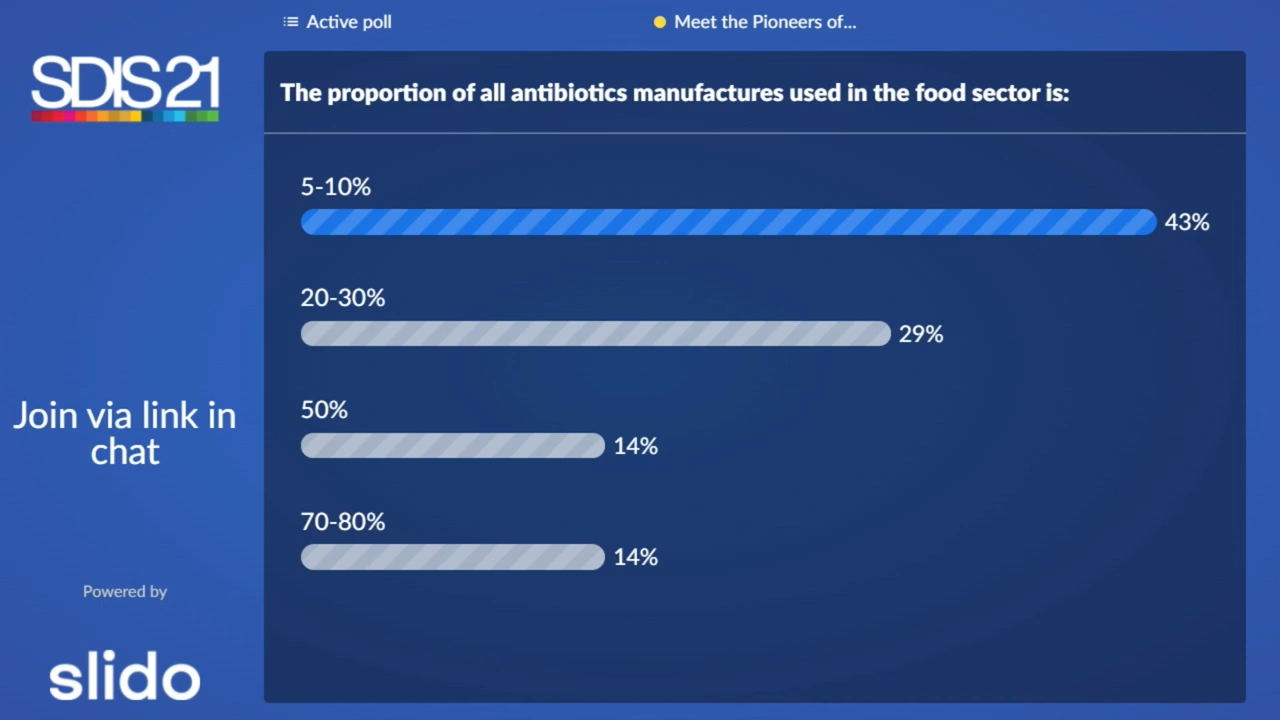 Active poll
Meet the Pioneers of...
SDIS21
The proportion of all antibiotics manufactures used in the food sector is:
5-10%
43%
20-30%
29%
50%
14%
70-80%
14%
Join via link in
chat
Powered by
slido